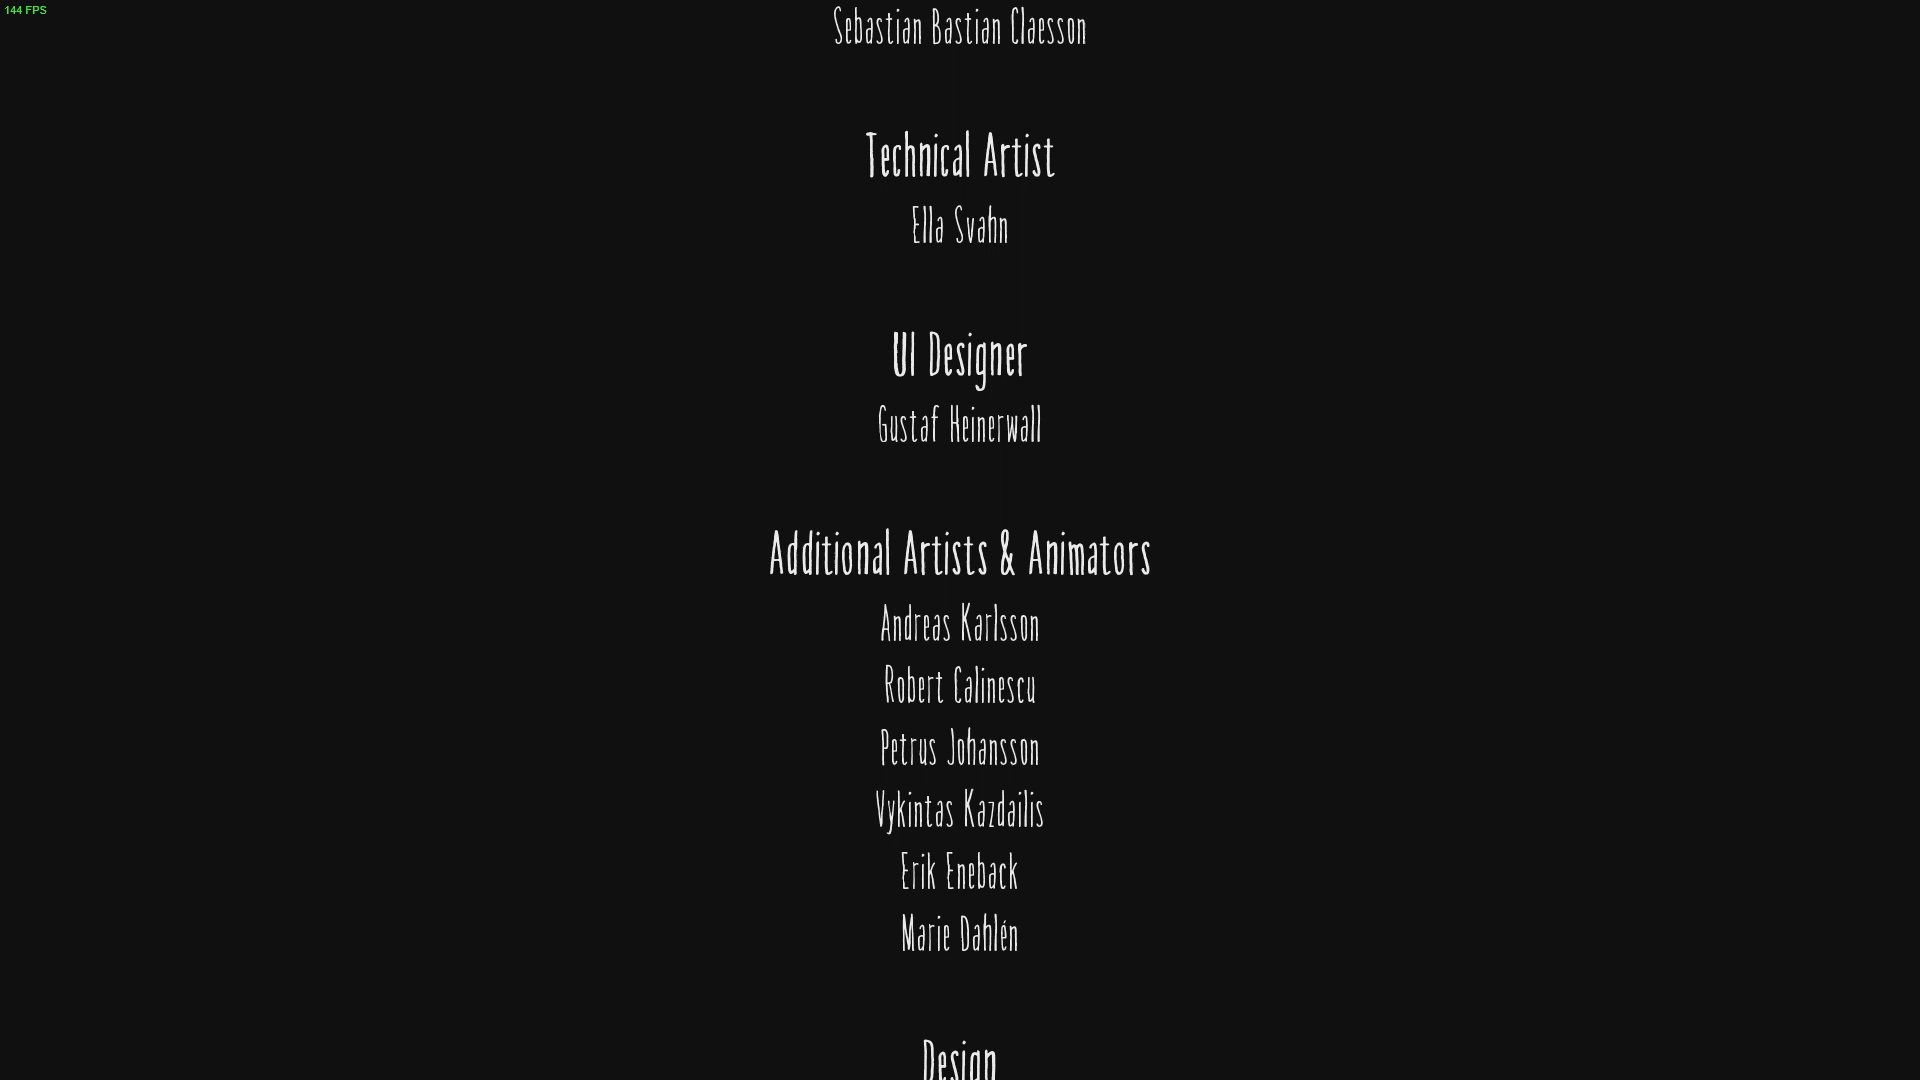 144 FPS
Sebastian Bastian Claesson
Technical Artist
Ella Svahn
UI Designer
Gustaf Heinerwall
Additional Artists & Animators
Andreas Karlsson
Robert Calinescu
Petrus Johansson
Vykintas Kazdailis
Erik Eneback
Marie Dahlén
Design